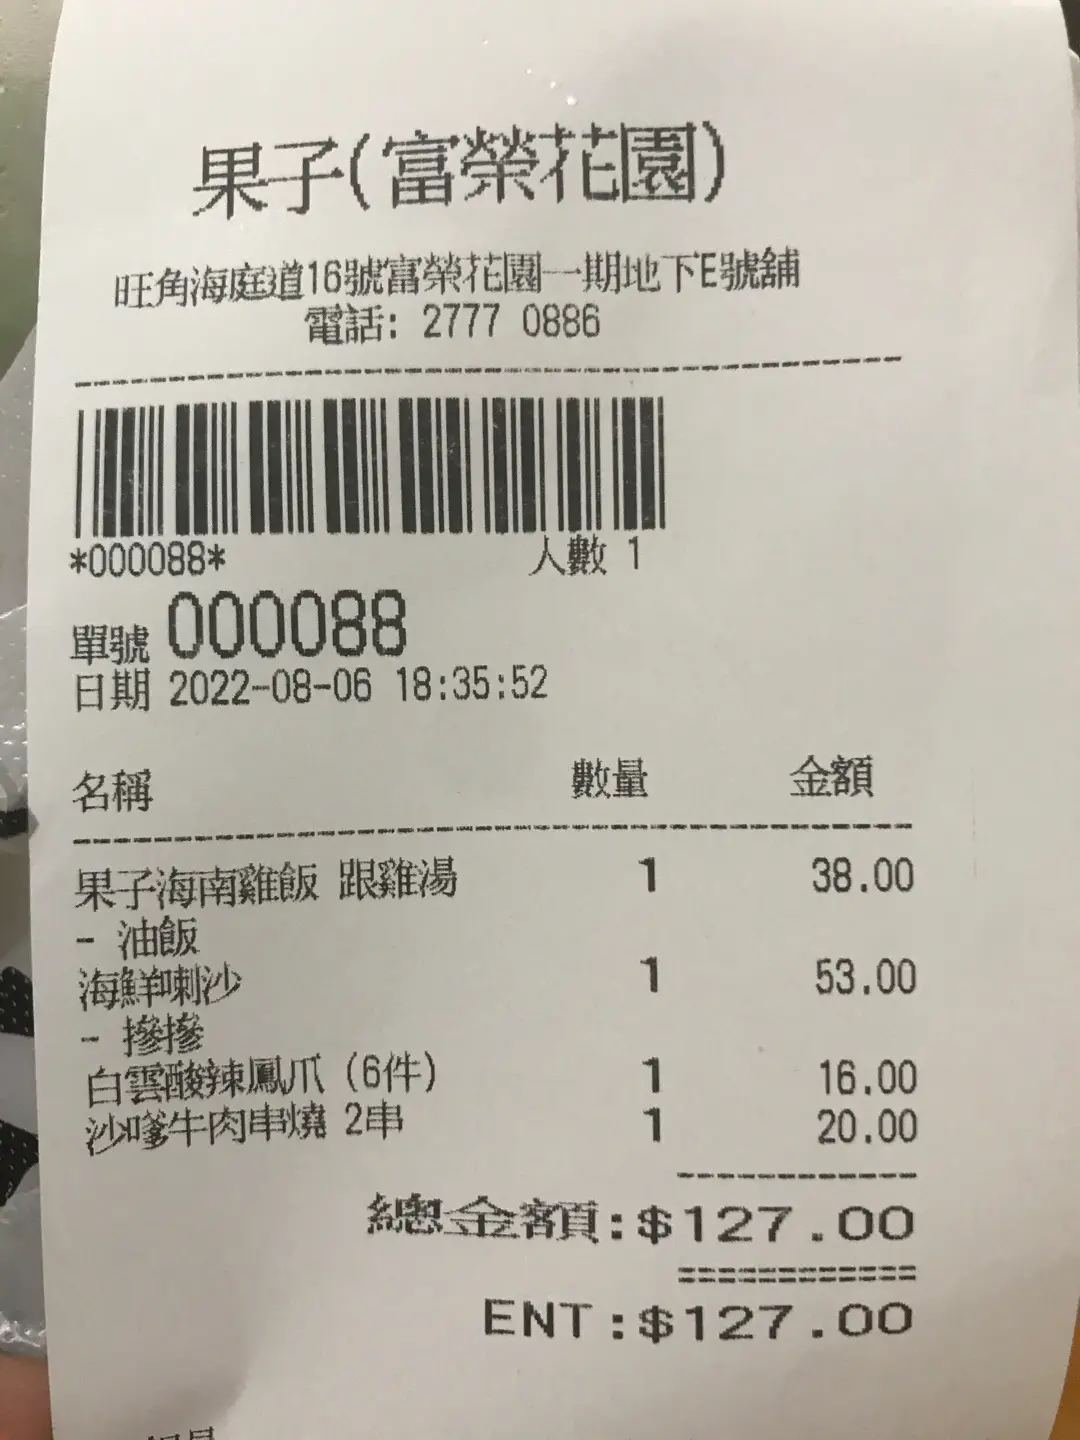 果子(富榮花園)
旺角海庭道16號富榮花園一期地下E號舖
電話: 2777 0886
*000088* 人數 1
單號 000088
日期 2022-08-06 18:35:52
名稱 數量 金額
果子海南雞飯 跟雞湯 1 38.00
- 油飯
海鮮喇沙 1 53.00
- 摻摻
白雲酸辣鳳爪 (6件) 1 16.00
沙嗲牛肉串燒 2串 1 20.00
總金額:$127.00
ENT:$127.00